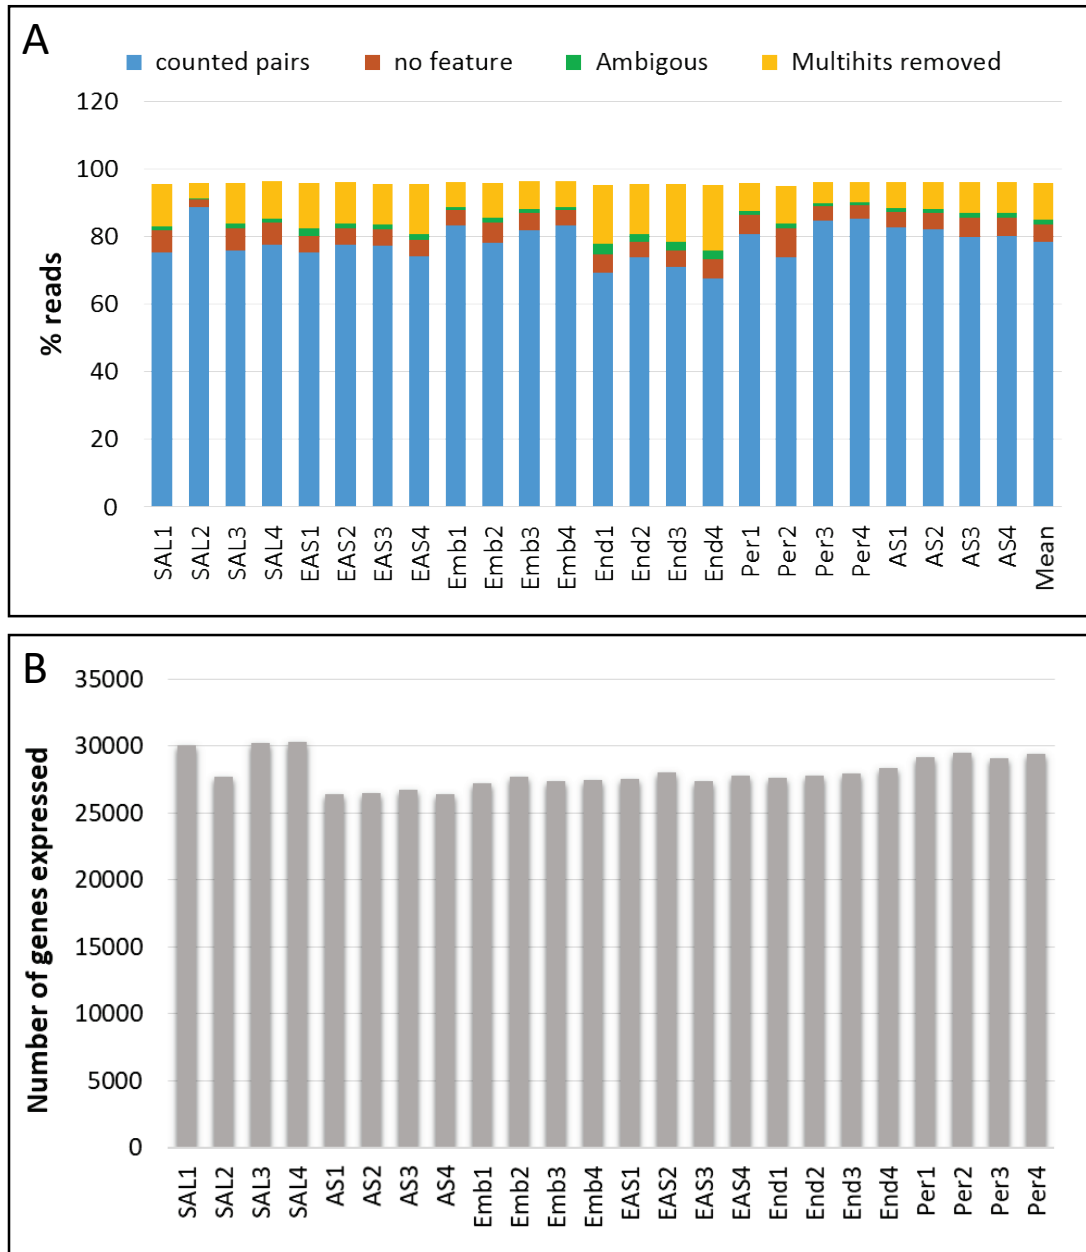 A
counted pairs no feature Ambigous Multihits removed
120
100
80
60
40
20
0
% reads
SAL1 SAL2 SAL3 SAL4 EAS1 EAS2 EAS3 EAS4 Emb1 Emb2 Emb3 Emb4 End1 End2 End3 End4 Per1 Per2 Per3 Per4 AS1 AS2 AS3 AS4 Mean
B
35000
30000
25000
20000
15000
10000
5000
0
Number of genes expressed
SAL1 SAL2 SAL3 SAL4 AS1 AS2 AS3 AS4 Emb1 Emb2 Emb3 Emb4 EAS1 EAS2 EAS3 EAS4 End1 End2 End3 End4 Per1 Per2 Per3 Per4